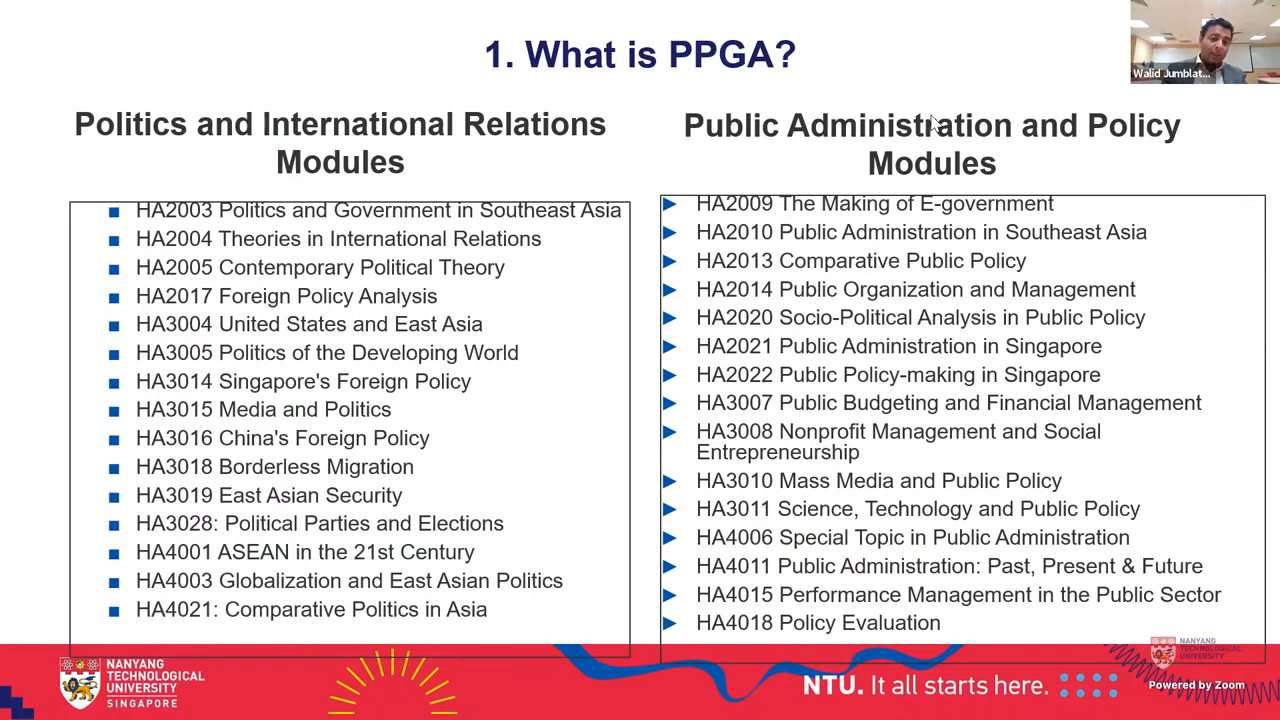 1. What is PPGA?
Walid Jumblat...
Politics and International Relations
Modules
HA2003 Politics and Government in Southeast Asia
HA2004 Theories in International Relations
HA2005 Contemporary Political Theory
HA2017 Foreign Policy Analysis
HA3004 United States and East Asia
HA3005 Politics of the Developing World
HA3014 Singapore's Foreign Policy
HA3015 Media and Politics
HA3016 China's Foreign Policy
HA3018 Borderless Migration
HA3019 East Asian Security
HA3028: Political Parties and Elections
HA4001 ASEAN in the 21st Century
HA4003 Globalization and East Asian Politics
HA4021: Comparative Politics in Asia
Public Administration and Policy
Modules
HA2009 The Making of E-government
HA2010 Public Administration in Southeast Asia
HA2013 Comparative Public Policy
HA2014 Public Organization and Management
HA2020 Socio-Political Analysis in Public Policy
HA2021 Public Administration in Singapore
HA2022 Public Policy-making in Singapore
HA3007 Public Budgeting and Financial Management
HA3008 Nonprofit Management and Social
Entrepreneurship
HA3010 Mass Media and Public Policy
HA3011 Science, Technology and Public Policy
HA4006 Special Topic in Public Administration
HA4011 Public Administration: Past, Present & Future
HA4015 Performance Management in the Public Sector
HA4018 Policy Evaluation
NANYANG
TECHNOLOGICAL
UNIVERSITY
SINGAPORE
NTU. It all starts here.
NANYANG
TECHNOLOGICAL
UNIVERSITY
SINGAPORE
Powered by Zoom